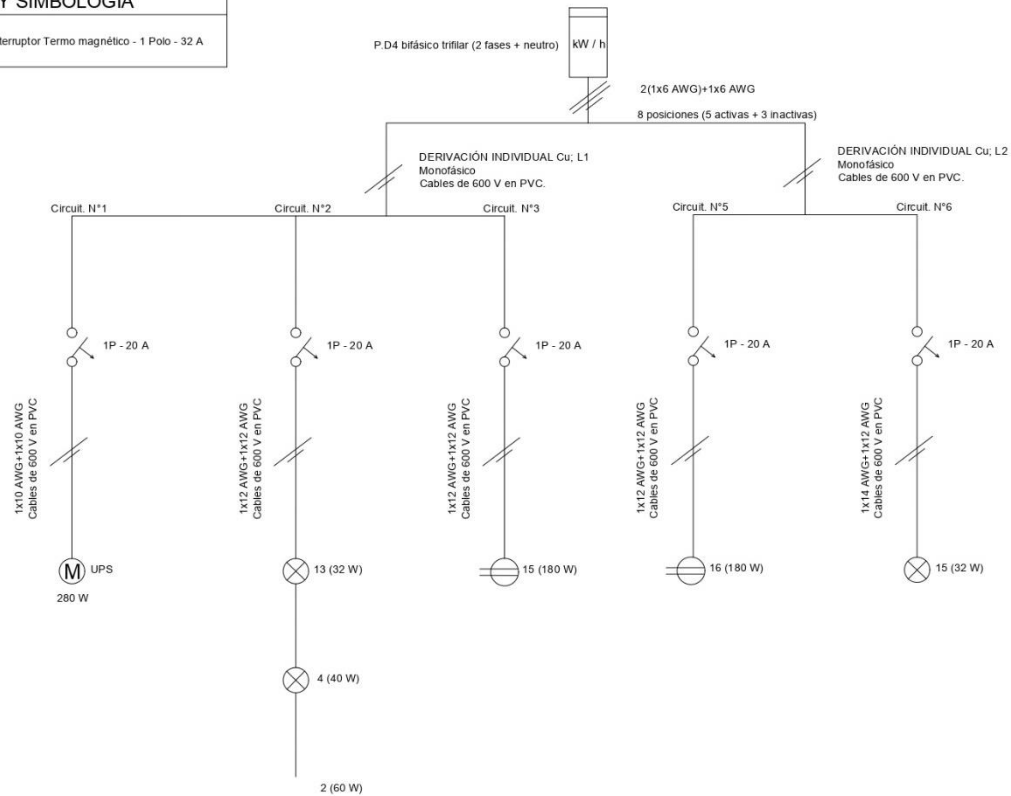 Y SIMBOLOGÍA
terruptor Termo magnético - 1 Polo - 32 A
P.D4 bifásico trifilar (2 fases + neutro)
kW / h
2(1x6 AWG)+1x6 AWG
8 posiciones (5 activas + 3 inactivas)
DERIVACIÓN INDIVIDUAL Cu; L1
Monofásico
Cables de 600 V en PVC.
DERIVACIÓN INDIVIDUAL Cu; L2
Monofásico
Cables de 600 V en PVC.
Circuit. N°1
Circuit. N°2
Circuit. N°3
Circuit. N°5
Circuit. N°6
1P - 20 A
1P - 20 A
1P - 20 A
1P - 20 A
1P - 20 A
1x10 AWG+1x10 AWG
Cables de 600 V en PVC
1x12 AWG+1x12 AWG
Cables de 600 V en PVC
1x12 AWG+1x12 AWG
Cables de 600 V en PVC
1x12 AWG+1x12 AWG
Cables de 600 V en PVC
1x14 AWG+1x12 AWG
Cables de 600 V en PVC
M UPS
280 W
13 (32 W)
15 (180 W)
16 (180 W)
15 (32 W)
4 (40 W)
2 (60 W)